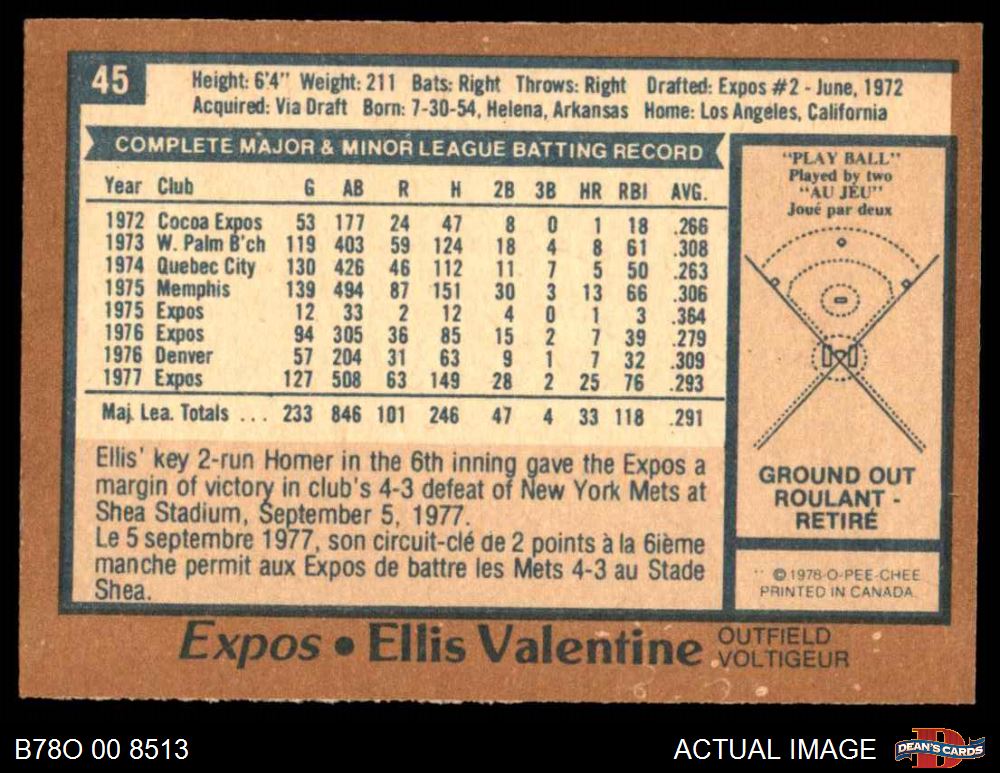 45
Height: 6'4" Weight: 211 Bats: Right Throws: Right Drafted: Expos #2 - June, 1972
Acquired: Via Draft Born: 7-30-54, Helena, Arkansas Home: Los Angeles, California
COMPLETE MAJOR & MINOR LEAGUE BATTING RECORD
Year Club G AB R H 2B 3B HR RBI AVG.
1972 Cocoa Expos 53 177 24 47 8 0 1 18 .266
1973 W. Palm B'ch 119 403 59 124 18 4 8 61 .308
1974 Quebec City 130 426 46 112 11 7 5 50 .263
1975 Memphis 139 494 87 151 30 3 13 66 .306
1975 Expos 12 33 2 12 4 0 1 3 .364
1976 Expos 94 305 36 85 15 2 7 39 .279
1976 Denver 57 204 31 63 9 1 7 32 .309
1977 Expos 127 508 63 149 28 2 25 76 .293
Maj. Lea. Totals ... 233 846 101 246 47 4 33 118 .291
Ellis' key 2-run Homer in the 6th inning gave the Expos a
margin of victory in club's 4-3 defeat of New York Mets at
Shea Stadium, September 5, 1977.
Le 5 septembre 1977, son circuit-clé de 2 points à la 6ième
manche permit aux Expos de battre les Mets 4-3 au Stade
Shea.
"PLAY BALL"
Played by two
"AU JEU"
Joué par deux
GROUND OUT
ROULANT -
RETIRÉ
© 1978 O-PEE-CHEE
PRINTED IN CANADA.
Expos • Ellis Valentine OUTFIELD
VOLTIGEUR
B78O 00 8513
ACTUAL IMAGE
D
DEAN'S CARDS